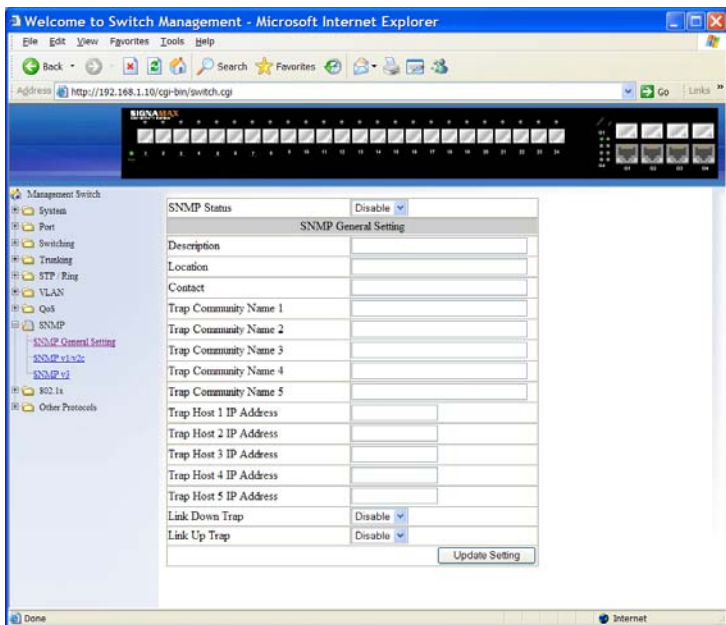 Welcome to Switch Management - Microsoft Internet Explorer
File Edit View Favorites Tools Help
Back Search Favorites
Address http://192.168.1.10/cgi-bin/switch.cgi Go Links »
SIGNAMAX
Management Switch
System
Port
Switching
Trunking
STP / Ring
VLAN
QoS
SNMP
SNMP General Setting
SNMP v1/v2c
SNMP v3
802.1x
Other Protocols
SNMP Status Disable
SNMP General Setting
Description
Location
Contact
Trap Community Name 1
Trap Community Name 2
Trap Community Name 3
Trap Community Name 4
Trap Community Name 5
Trap Host 1 IP Address
Trap Host 2 IP Address
Trap Host 3 IP Address
Trap Host 4 IP Address
Trap Host 5 IP Address
Link Down Trap Disable
Link Up Trap Disable
Update Setting
Done Internet